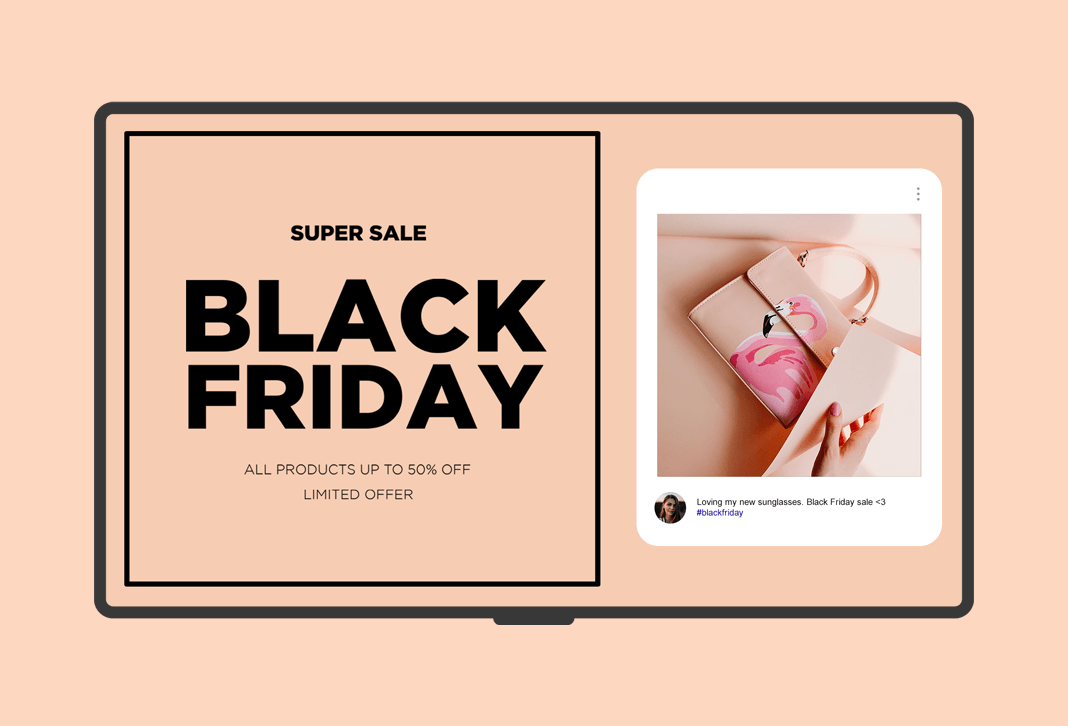 SUPER SALE
BLACK
FRIDAY
ALL PRODUCTS UP TO 50% OFF
LIMITED OFFER
Loving my new sunglasses. Black Friday sale <3
#blackfriday